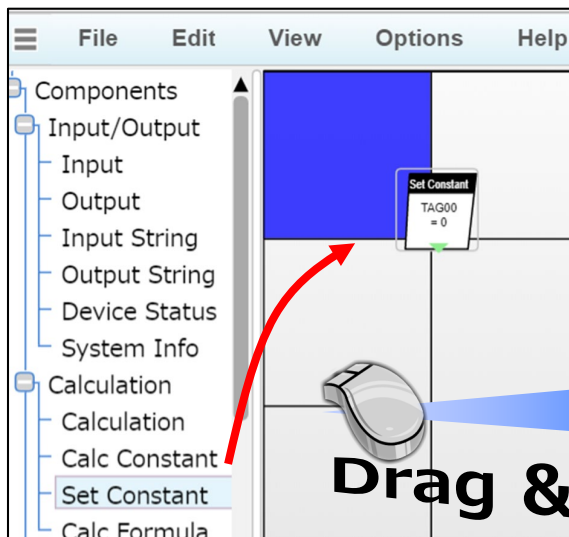 File Edit View Options Help
Components
Input/Output
Input
Output
Input String
Output String
Device Status
System Info
Calculation
Calculation
Calc Constant
Set Constant
Calc Formula
Set Constant
TAG00
= 0
Drag &